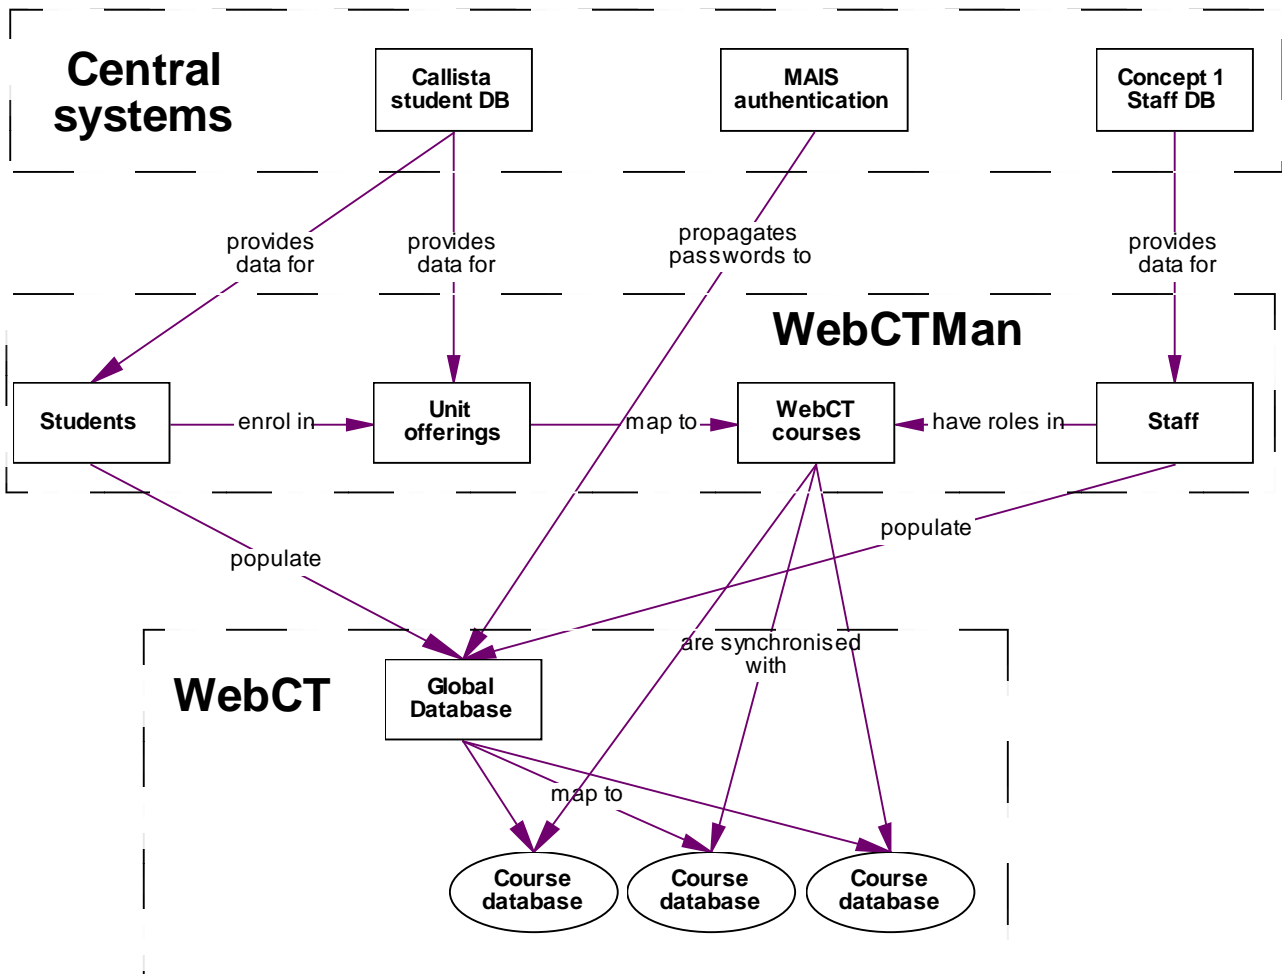 Central
systems
Callista
student DB
MAIS
authentication
Concept 1
Staff DB
provides
data for
provides
data for
propagates
passwords to
provides
data for
WebCTMan
Students
enrol in
Unit
offerings
map to
WebCT
courses
have roles in
Staff
populate
populate
are synchronised
with
WebCT
Global
Database
map to
Course
database
Course
database
Course
database